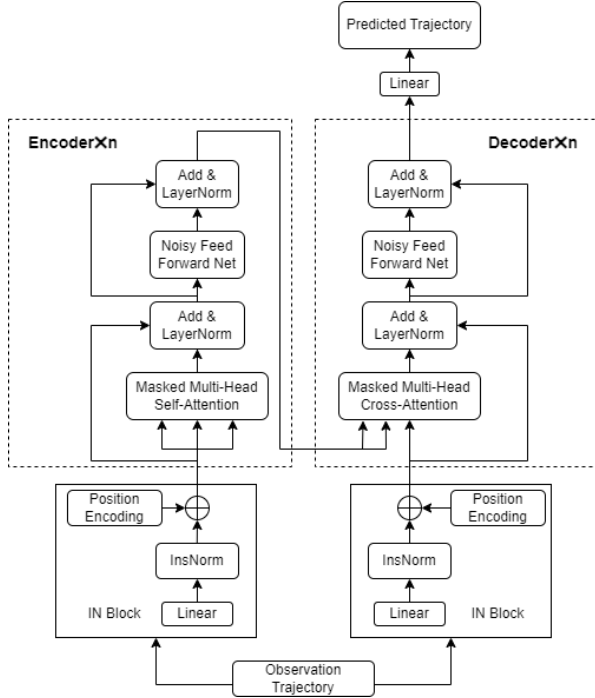 Predicted Trajectory
Linear
Encoder×n
Decoder×n
Add &
LayerNorm
Add &
LayerNorm
Noisy Feed
Forward Net
Noisy Feed
Forward Net
Add &
LayerNorm
Add &
LayerNorm
Masked Multi-Head
Self-Attention
Masked Multi-Head
Cross-Attention
Position
Encoding
Position
Encoding
InsNorm
InsNorm
IN Block
Linear
Linear
IN Block
Observation
Trajectory